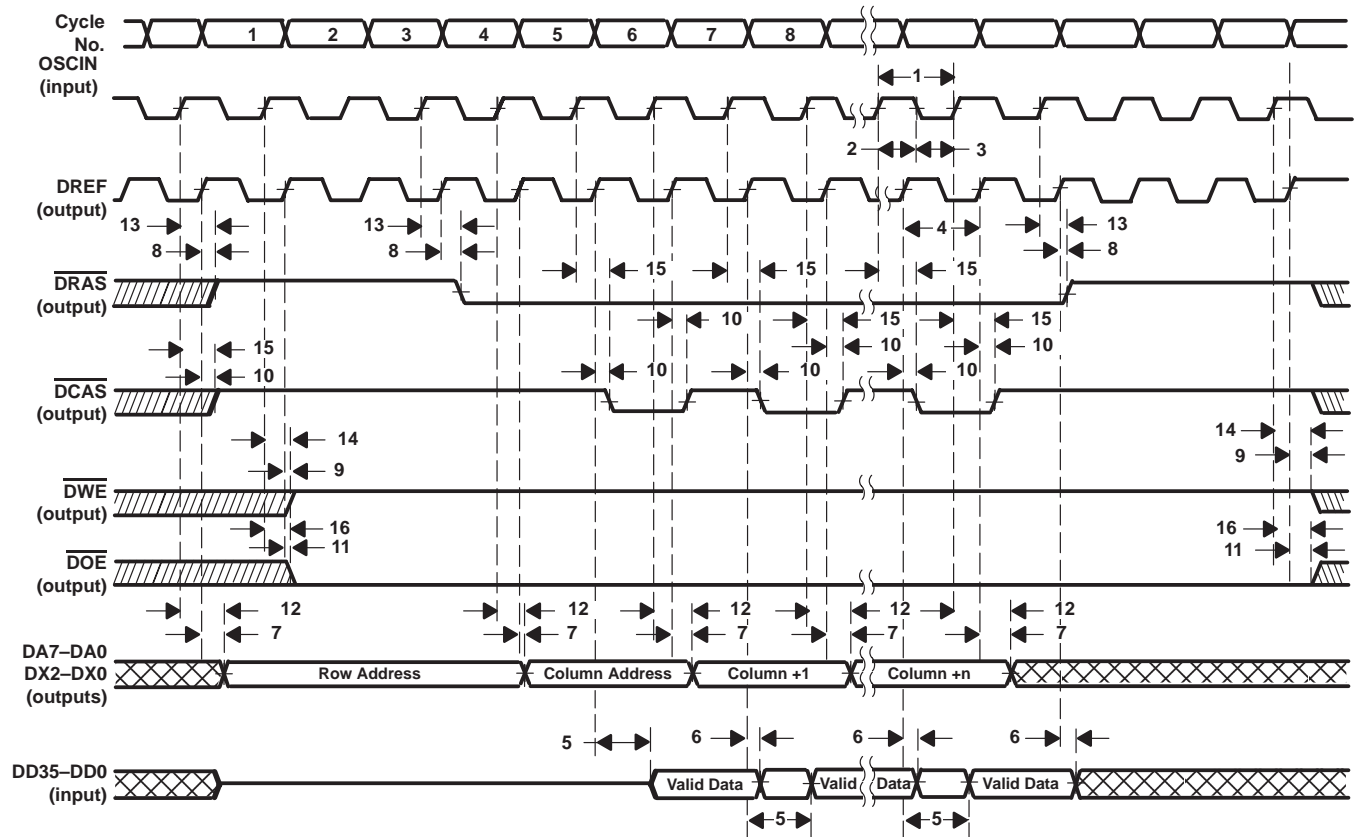 Cycle
No.
1 2 3 4 5 6 7 8
OSCIN
(input)
1
2 3
DREF
(output)
13 13 4 13
8 8 8
15 15 15
DRAS
(output)
10 15 15
15 10 10
10 10 10 10
DCAS
(output)
14 14
9 9
DWE
(output)
16 16
11 11
DOE
(output)
12 12 12 12 12
7 7 7 7 7
DA7–DA0
DX2–DX0
(outputs)
Row Address Column Address Column +1 Column +n
5 6 6 6
DD35–DD0
(input)
Valid Data Valid Data Valid Data
5 5